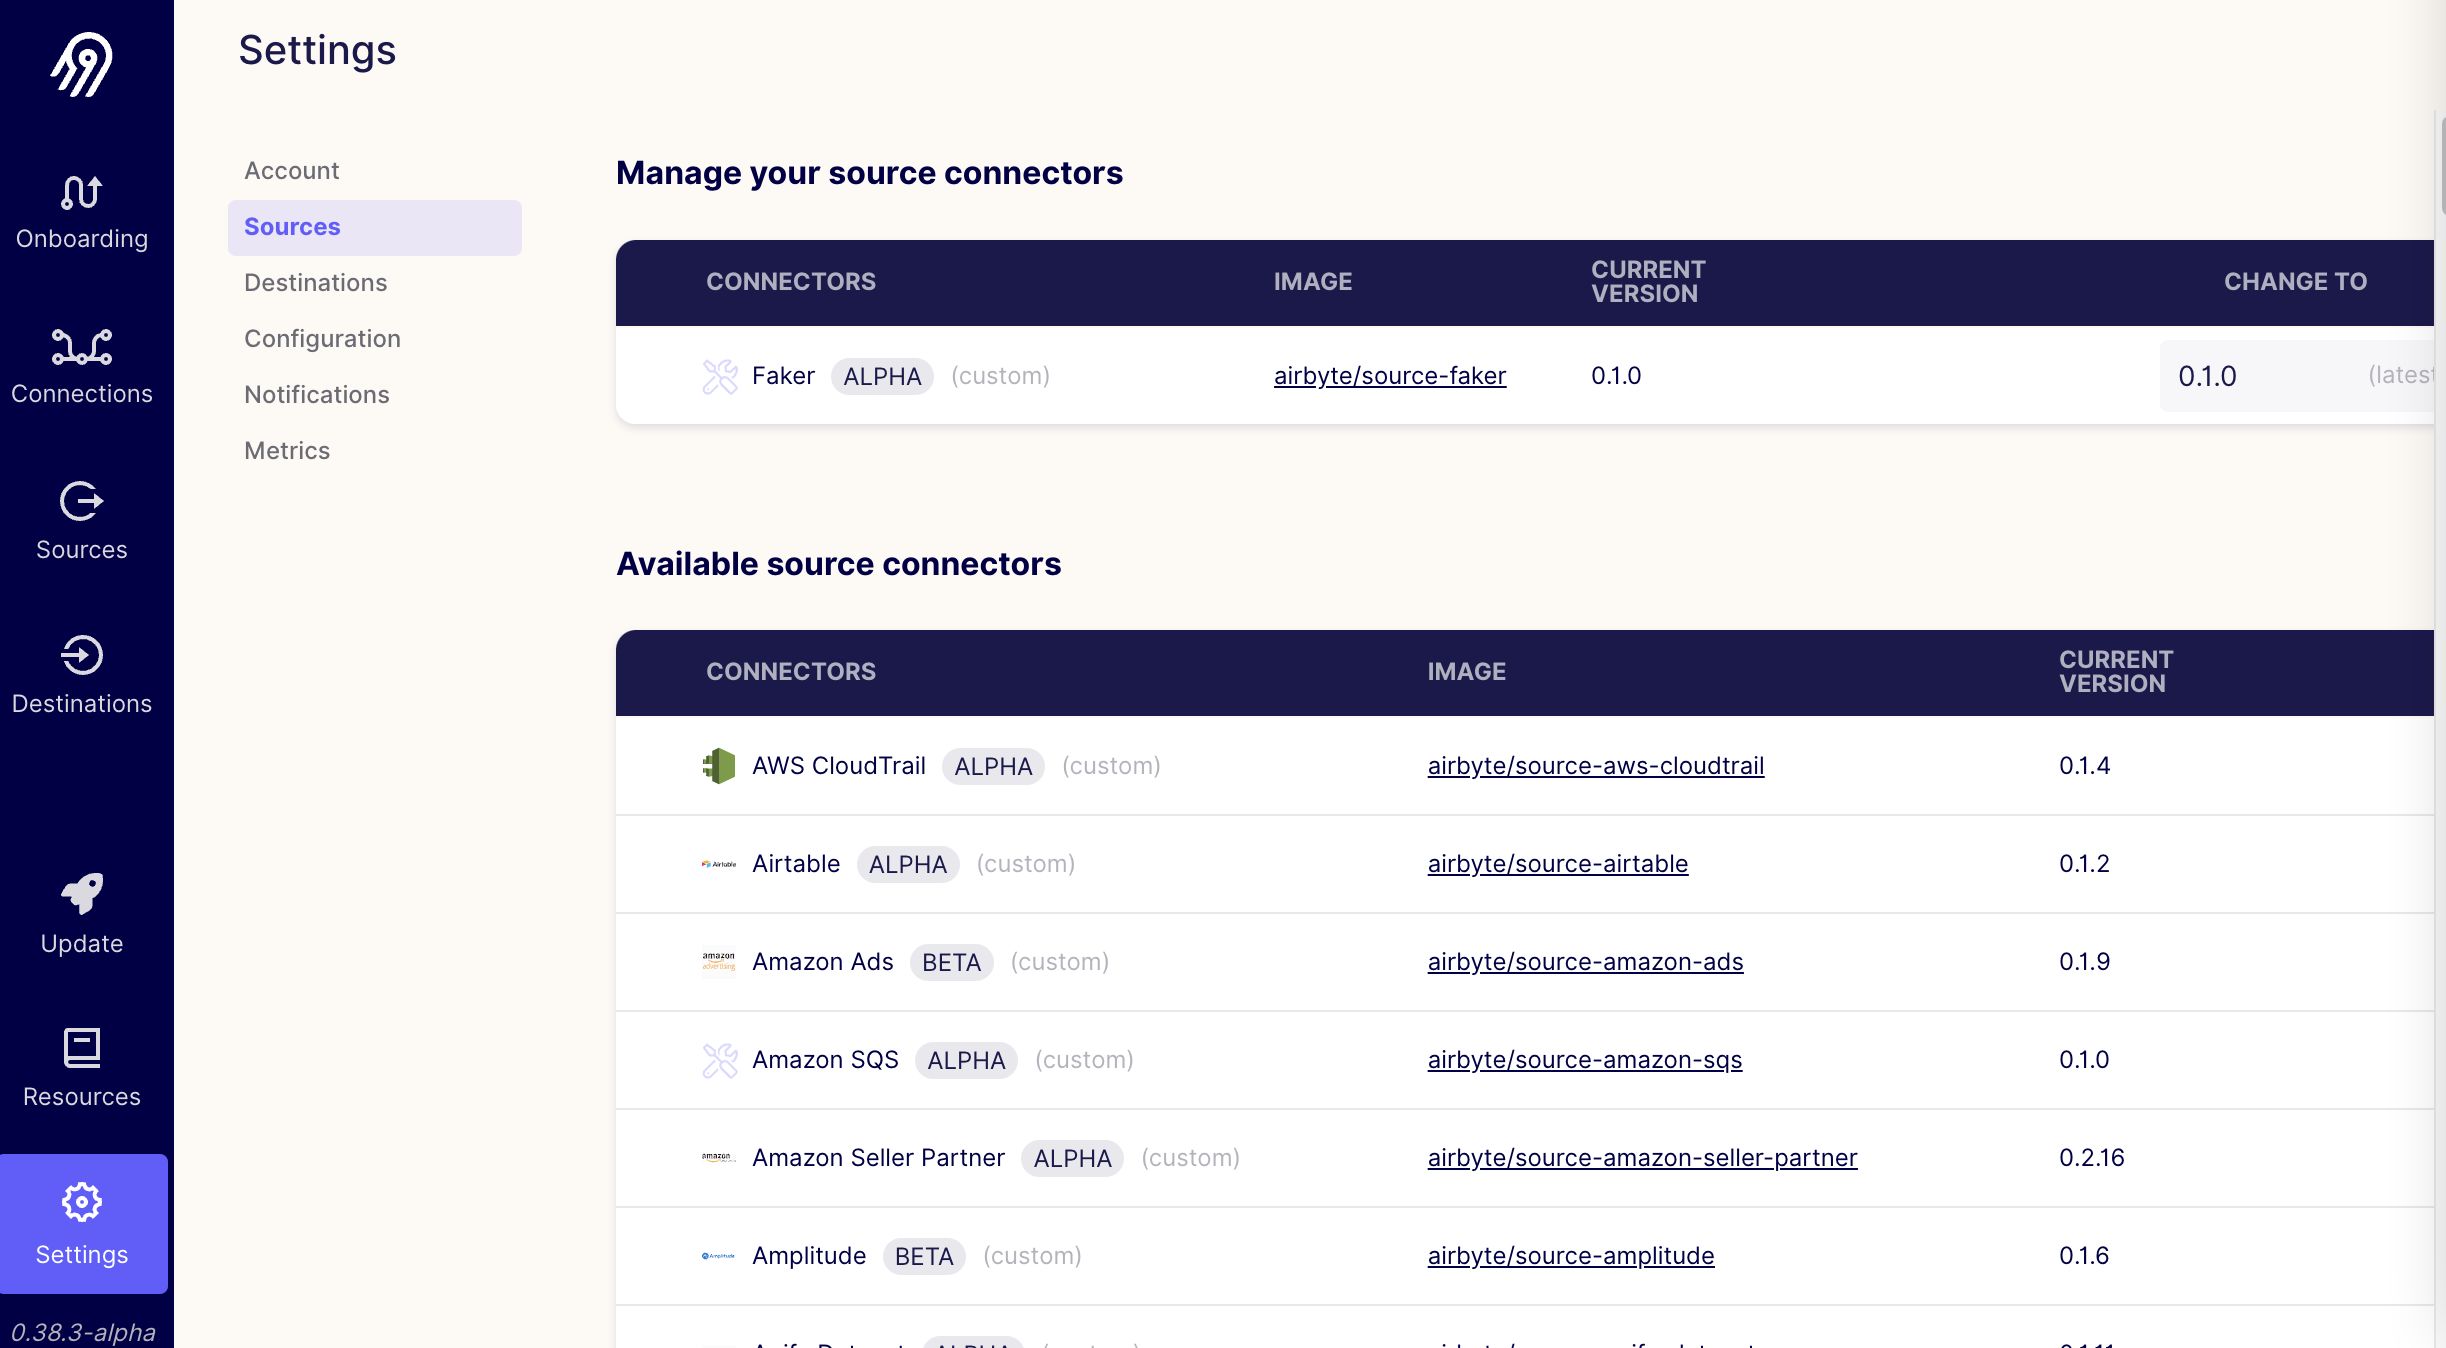 Settings
Onboarding
Connections
Sources
Destinations
Update
Resources
Settings
0.38.3-alpha
Account
Sources
Destinations
Configuration
Notifications
Metrics
Manage your source connectors
CONNECTORS IMAGE CURRENT VERSION CHANGE TO
Faker ALPHA (custom) airbyte/source-faker 0.1.0 0.1.0 (latest
Available source connectors
CONNECTORS IMAGE CURRENT VERSION
AWS CloudTrail ALPHA (custom) airbyte/source-aws-cloudtrail 0.1.4
Airtable ALPHA (custom) airbyte/source-airtable 0.1.2
Amazon Ads BETA (custom) airbyte/source-amazon-ads 0.1.9
Amazon SQS ALPHA (custom) airbyte/source-amazon-sqs 0.1.0
Amazon Seller Partner ALPHA (custom) airbyte/source-amazon-seller-partner 0.2.16
Amplitude BETA (custom) airbyte/source-amplitude 0.1.6